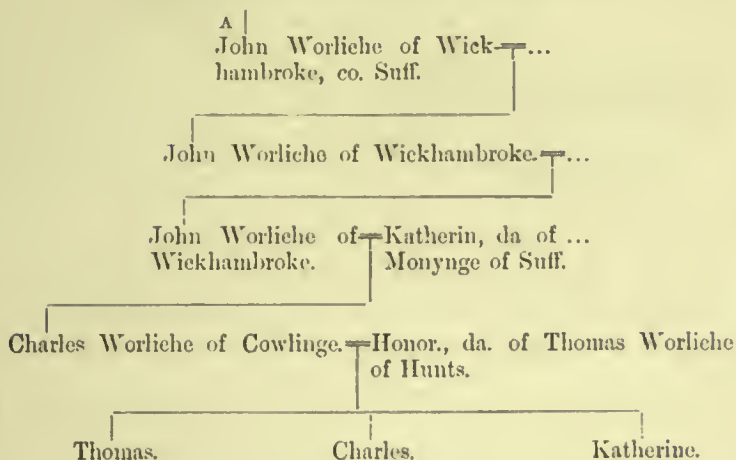 A
John Worliche of Wick-...
hambroke, co. Suff.
John Worliche of Wickhambroke. ...
John Worliche of Katherin, da of ...
Wickhambroke. Monynge of Suff.
Charles Worliche of Cowlinge. Honor., da. of Thomas Worliche
of Hunts.
Thomas. Charles. Katherine.